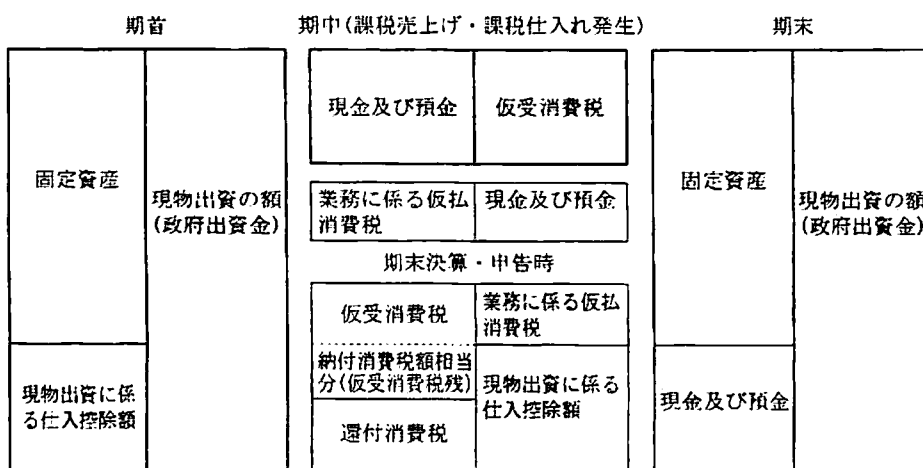 期首
期中(課税売上げ・課税仕入れ発生)
期末
固定資産
現物出資の額
(政府出資金)
現物出資に係
る仕入控除額
現金及び預金
仮受消費税
業務に係る仮払
消費税
現金及び預金
期末決算・申告時
仮受消費税
業務に係る仮払
消費税
納付消費税額相当
分(仮受消費税残)
現物出資に係る
仕入控除額
還付消費税
固定資産
現物出資の額
(政府出資金)
現金及び預金